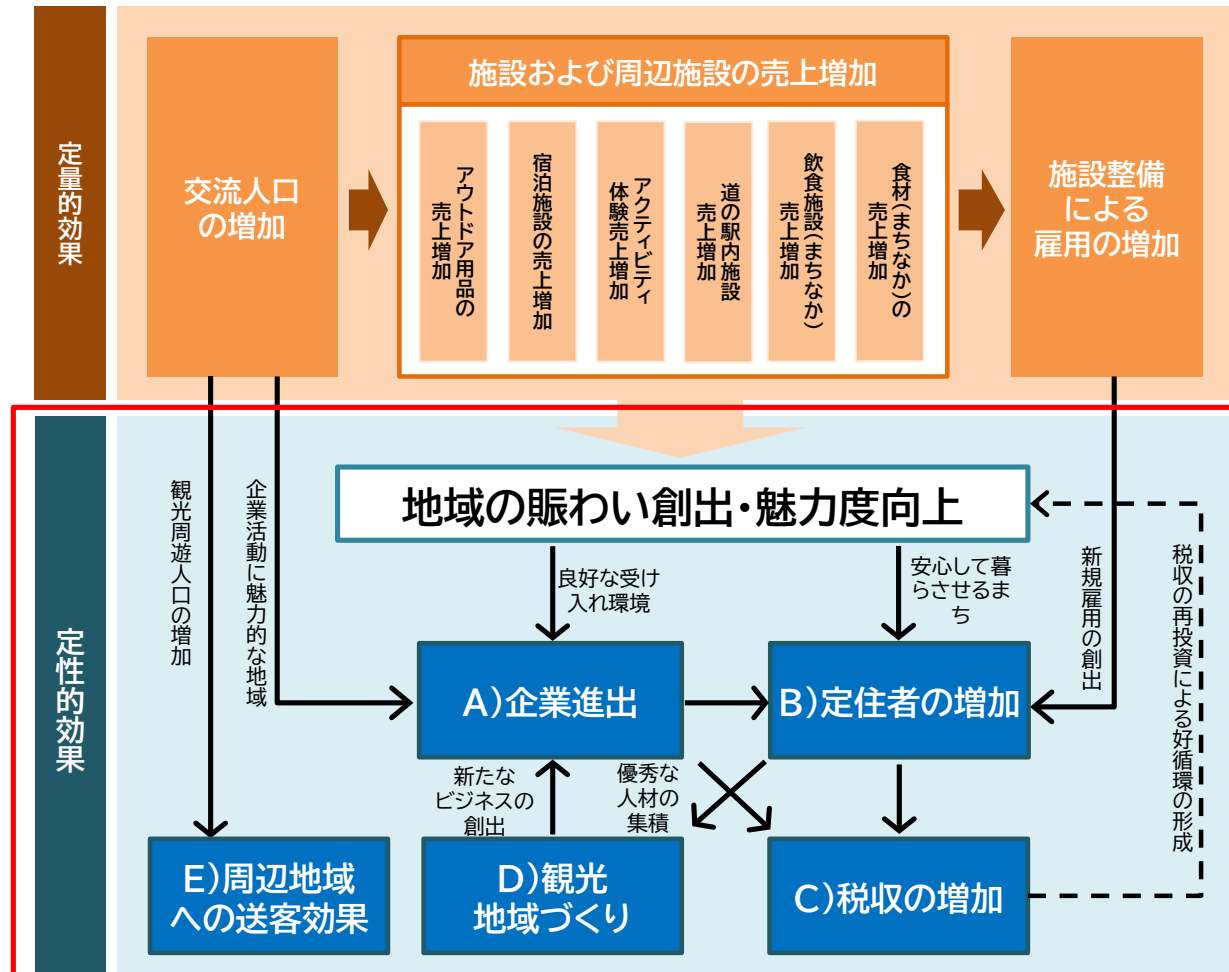 定量的効果
交流人口
の増加
施設および周辺施設の売上増加
アウトドア用品の
売上増加
宿泊施設の売上増加
アクティビティ
体験売上増加
道の駅内施設
売上増加
飲食施設(まちなか)
売上増加
食材(まちなか)の
売上増加
施設整備
による
雇用の増加
定性的効果
観光周遊人口の増加
企業活動に魅力的な地域
地域の賑わい創出・魅力度向上
良好な受け
入れ環境
安心して暮
らさせるま
ち
新規雇用の創出
税収の再投資による好循環の形成
A)企業進出
B)定住者の増加
新たな
ビジネスの
創出
優秀な
人材の
集積
E)周辺地域
への送客効果
D)観光
地域づくり
C)税収の増加